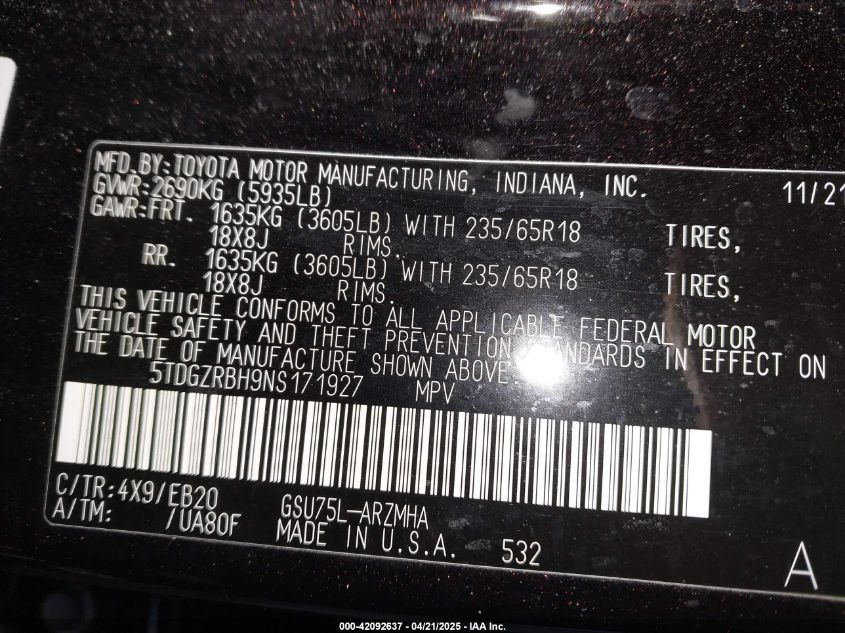 MFD.BY:TOYOTA MOTOR MANUFACTURING, INDIANA, INC. 11/21
GVWR:2690KG (5935LB)
GAWR:FRT. 1635KG (3605LB) WITH 235/65R18 TIRES,
18X8J RIMS.
RR. 1635KG (3605LB) WITH 235/65R18 TIRES,
18X8J RIMS.
THIS VEHICLE CONFORMS TO ALL APPLICABLE FEDERAL MOTOR
VEHICLE SAFETY AND THEFT PREVENTION STANDARDS IN EFFECT ON
THE DATE OF MANUFACTURE SHOWN ABOVE.
5TDGZRBH9NS171927 MPV
C/TR:4X9/EB20 GSU75L-ARZMHA
A/TM: /UA80F MADE IN U.S.A. 532 A
000-42092637 - 04/21/2025 - IAA Inc.